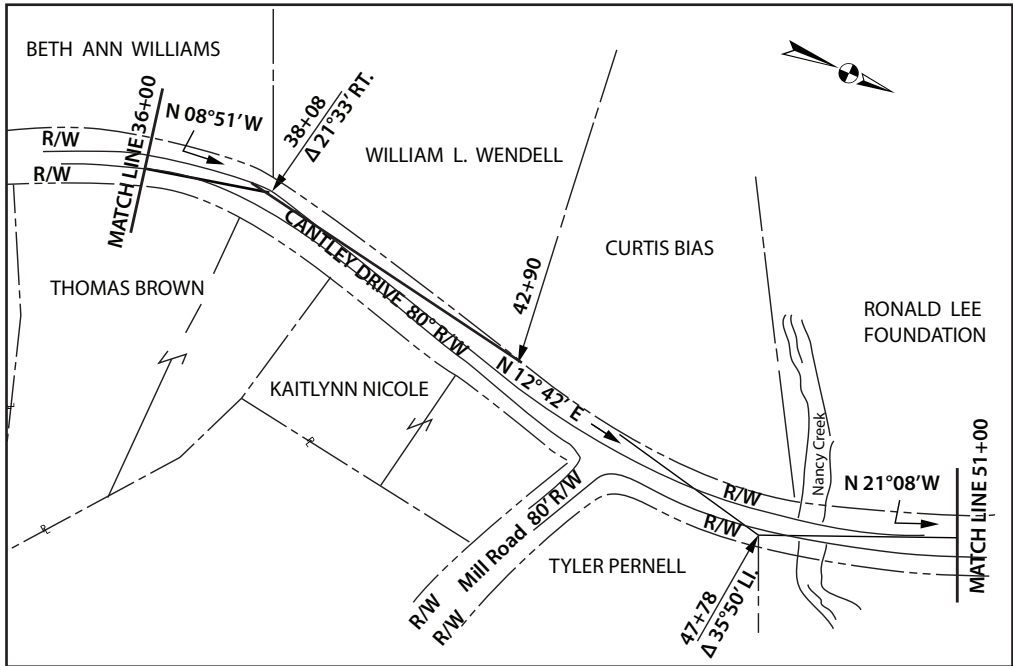 BETH ANN WILLIAMS
MATCH LINE 36+00
N 08°51' W
38+08
Δ 21°33' RT.
R/W
R/W
WILLIAM L. WENDELL
CURTIS BIAS
THOMAS BROWN
CANTLEY DRIVE 80° R/W
42+90
RONALD LEE
FOUNDATION
KAITLYNN NICOLE
N 12° 42' E
Nancy Creek
N 21°08' W
MATCH LINE 51+00
R/W
R/W
Mill Road 80' R/W
R/W
R/W
TYLER PERNELL
47+78
Δ 35°50' LI.